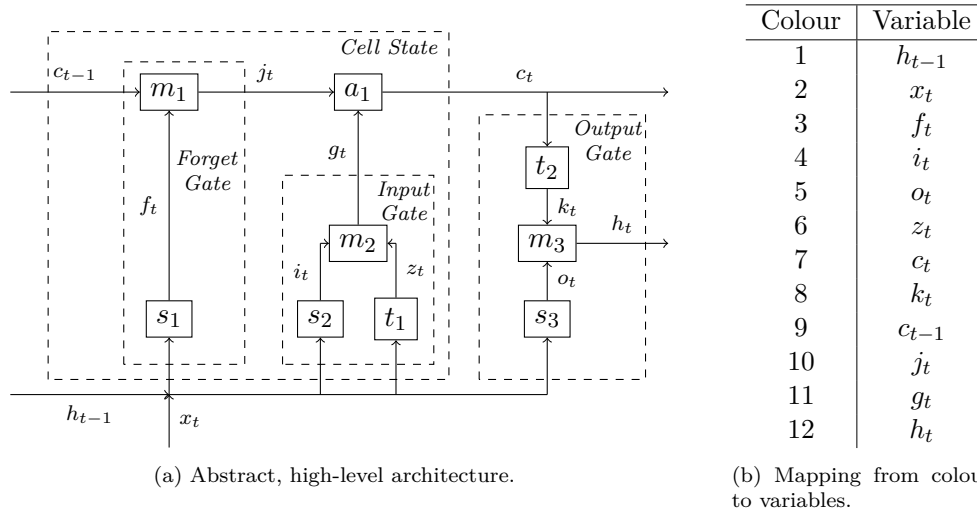 Cell State
c_{t-1}
m_1
j_t
a_1
c_t
Output
Gate
Forget
Gate
g_t
t_2
Input
Gate
k_t
f_t
h_t
m_2
m_3
i_t
z_t
o_t
s_1
s_2
t_1
s_3
h_{t-1}
x_t
(a) Abstract, high-level architecture.
Colour Variable
1 h_{t-1}
2 x_t
3 f_t
4 i_t
5 o_t
6 z_t
7 c_t
8 k_t
9 c_{t-1}
10 j_t
11 g_t
12 h_t
(b) Mapping from colou
to variables.